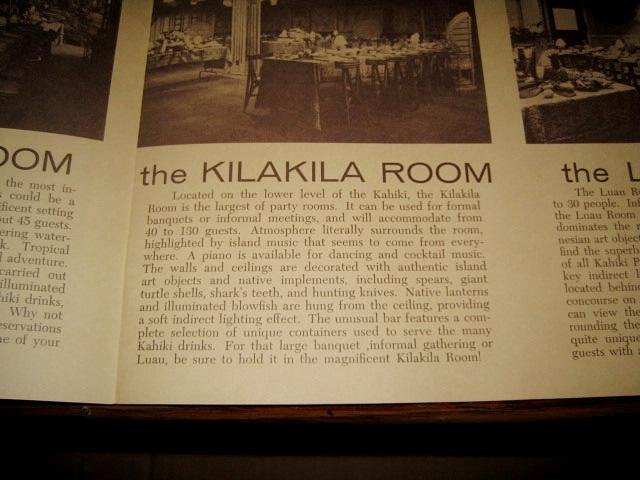 OOM
the most in-
s could be a
ficent setting
out 45 guests.
ering water-
k. Tropical
l adventure.
carried out
illuminated
hiki drinks,
Why not
eservations
ne of your
the KILAKILA ROOM
Located on the lower level of the Kahiki, the Kilakila
Room is the largest of party rooms. It can be used for formal
banquets or informal meetings, and will accommodate from
40 to 130 guests. Atmosphere literally surrounds the room,
highlighted by island music that seems to come from every-
where. A piano is available for dancing and cocktail music.
The walls and ceilings are decorated with authentic island
art objects and native implements, including spears, giant
turtle shells, shark's teeth, and hunting knives. Native lanterns
and illuminated blowfish are hung from the ceiling, providing
a soft indirect lighting effect. The unusual bar features a com-
plete selection of unique containers used to serve the many
Kahiki drinks. For that large banquet ,informal gathering or
Luau, be sure to hold it in the magnificent Kilakila Room!
the L
The Luau Ro
to 30 people. Inf
the Luau Room
dominates the r
nesian art object
find the superb
of all Kahiki P
key indirect l
located behind
concourse on
can view the
rounding the
quite unique
guests with a